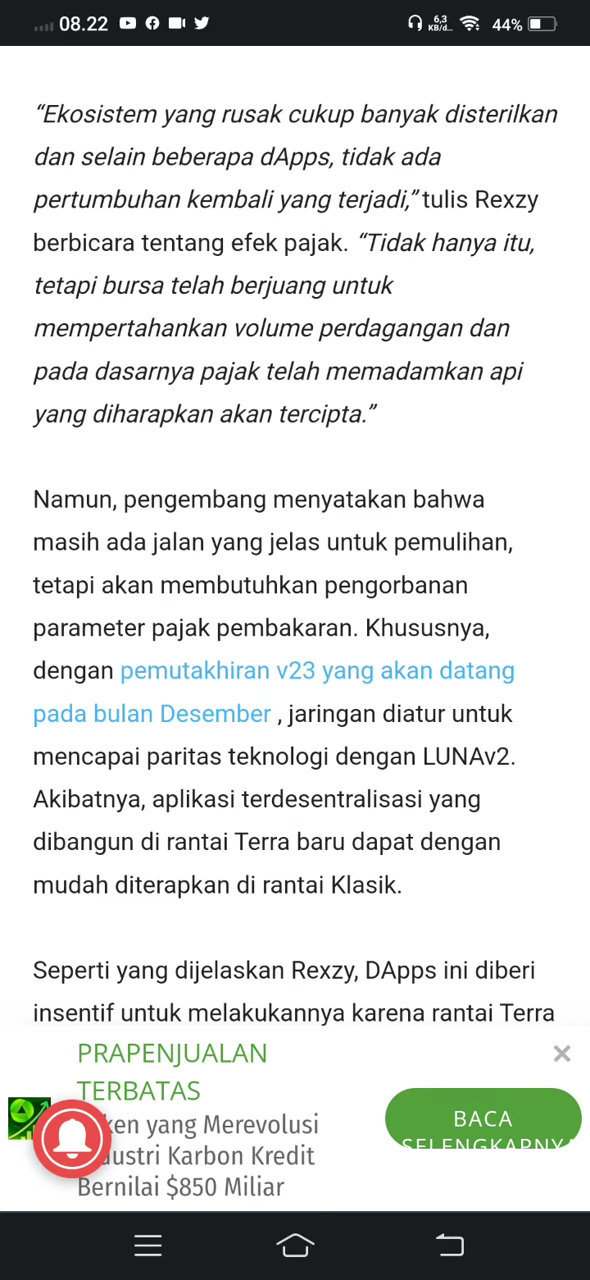 08.22
6,3
KB/d...
44%
“Ekosistem yang rusak cukup banyak disterilkan
dan selain beberapa dApps, tidak ada
pertumbuhan kembali yang terjadi,” tulis Rexzy
berbicara tentang efek pajak. “Tidak hanya itu,
tetapi bursa telah berjuang untuk
mempertahankan volume perdagangan dan
pada dasarnya pajak telah memadamkan api
yang diharapkan akan tercipta.”
Namun, pengembang menyatakan bahwa
masih ada jalan yang jelas untuk pemulihan,
tetapi akan membutuhkan pengorbanan
parameter pajak pembakaran. Khususnya,
dengan pemutakhiran v23 yang akan datang
pada bulan Desember , jaringan diatur untuk
mencapai paritas teknologi dengan LUNAv2.
Akibatnya, aplikasi terdesentralisasi yang
dibangun di rantai Terra baru dapat dengan
mudah diterapkan di rantai Klasik.
Seperti yang dijelaskan Rexzy, DApps ini diberi
insentif untuk melakukannya karena rantai Terra
PRAPENJUALAN
TERBATAS
ken yang Merevolusi
dustri Karbon Kredit
Bernilai $850 Miliar
BACA
SELENGKAPNYA